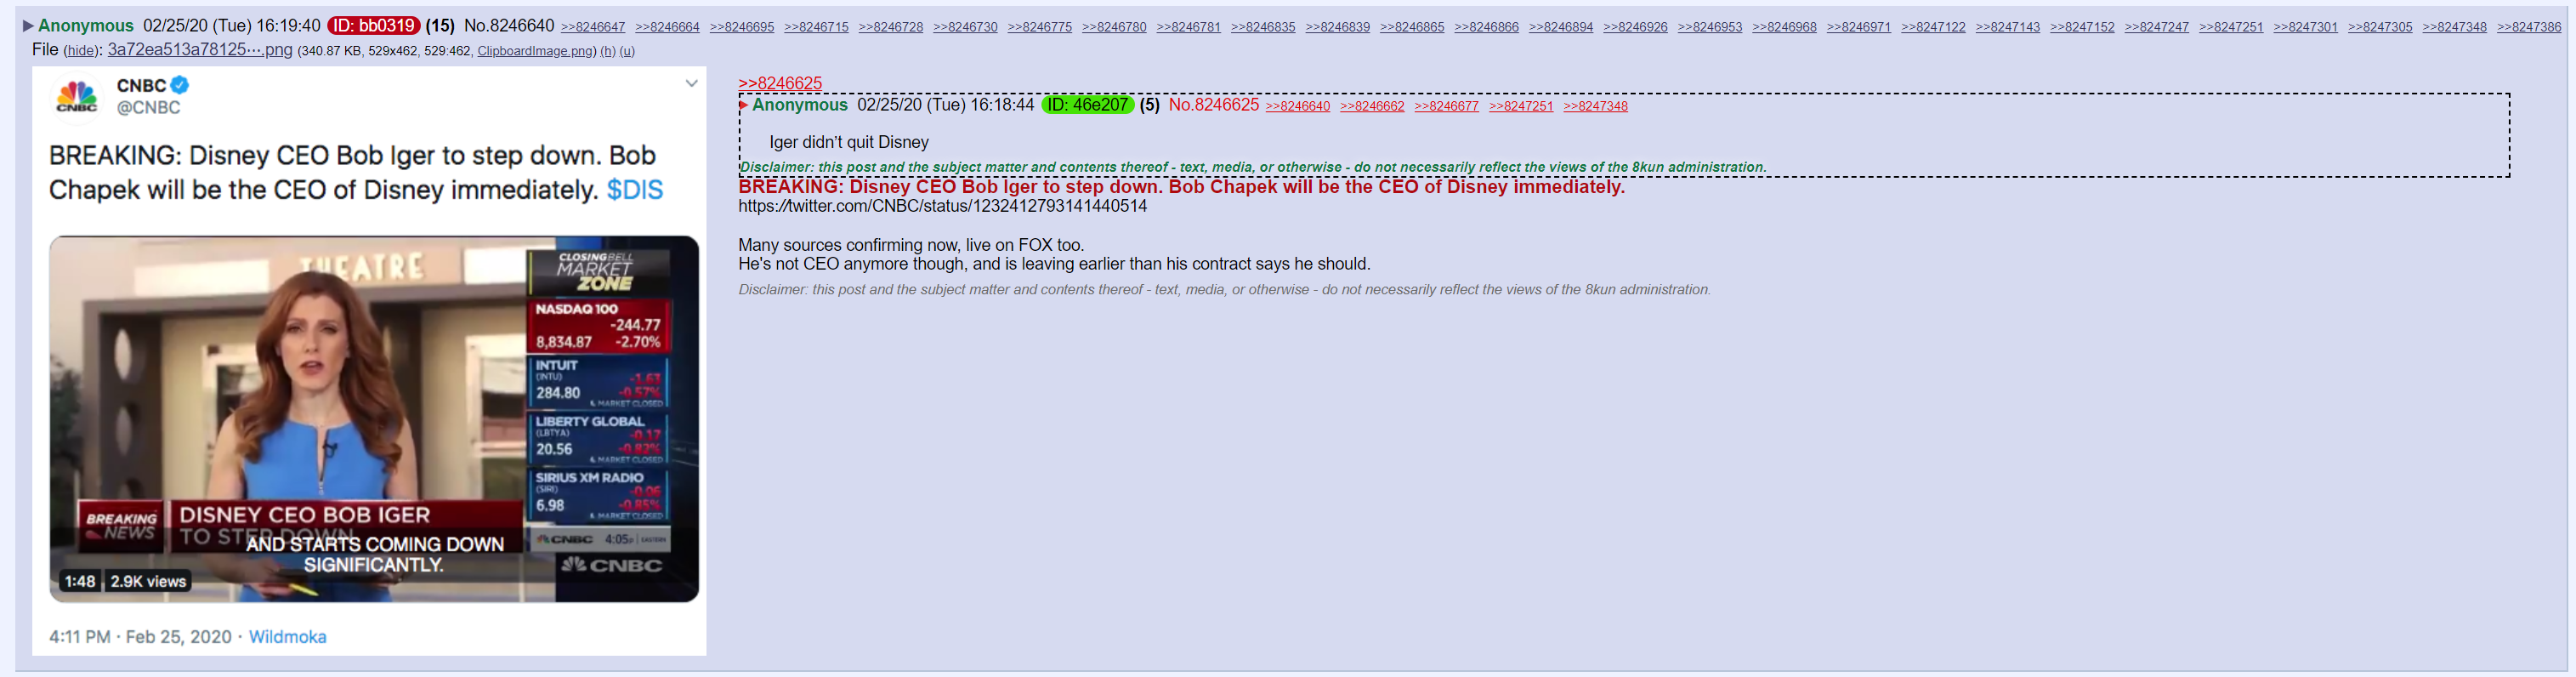 ▶ Anonymous 02/25/20 (Tue) 16:19:40 ID: bb0319 (15) No.8246640 >>8246647 >>8246664 >>8246695 >>8246715 >>8246728 >>8246730 >>8246775 >>8246780 >>8246781 >>8246835 >>8246839 >>8246865 >>8246866 >>8246894 >>8246926 >>8246953 >>8246968 >>8246971 >>8247122 >>8247143 >>8247152 >>8247247 >>8247251 >>8247301 >>8247305 >>8247348 >>8247386
File (hide): 3a72ea513a78125⋯.png (340.87 KB, 529x462, 529:462, ClipboardImage.png) (h) (u)
CNBC
@CNBC
CNBC
BREAKING: Disney CEO Bob Iger to step down. Bob
Chapek will be the CEO of Disney immediately. $DIS
THEATRE
CLOSING BELL
MARKET
ZONE
NASDAQ 100
-244.77
8,834.87 -2.70%
INTUIT
(INTU) -1.63
284.80 -0.57%
& MARKET CLOSED
LIBERTY GLOBAL
(LBTYA) -0.17
20.56 -0.82%
& MARKET CLOSED
SIRIUS XM RADIO
(SIRI) -0.06
6.98 -0.85%
& MARKET CLOSED
CNBC 4:05p EASTERN
CNBC
BREAKING
NEWS
DISNEY CEO BOB IGER
TO STEP DOWN
AND STARTS COMING DOWN
SIGNIFICANTLY.
1:48 2.9K views
4:11 PM · Feb 25, 2020 · Wildmoka
>>8246625
▶ Anonymous 02/25/20 (Tue) 16:18:44 ID: 46e207 (5) No.8246625 >>8246640 >>8246662 >>8246677 >>8247251 >>8247348
Iger didn't quit Disney
Disclaimer: this post and the subject matter and contents thereof - text, media, or otherwise - do not necessarily reflect the views of the 8kun administration.
BREAKING: Disney CEO Bob Iger to step down. Bob Chapek will be the CEO of Disney immediately.
https://twitter.com/CNBC/status/1232412793141440514
Many sources confirming now, live on FOX too.
He's not CEO anymore though, and is leaving earlier than his contract says he should.
Disclaimer: this post and the subject matter and contents thereof - text, media, or otherwise - do not necessarily reflect the views of the 8kun administration.